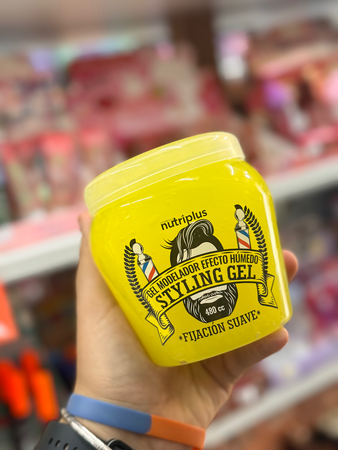 nutriplus
GEL MODELADOR EFECTO HÚMEDO
STYLING GEL
480 cc
*FIJACIÓN SUAVE*